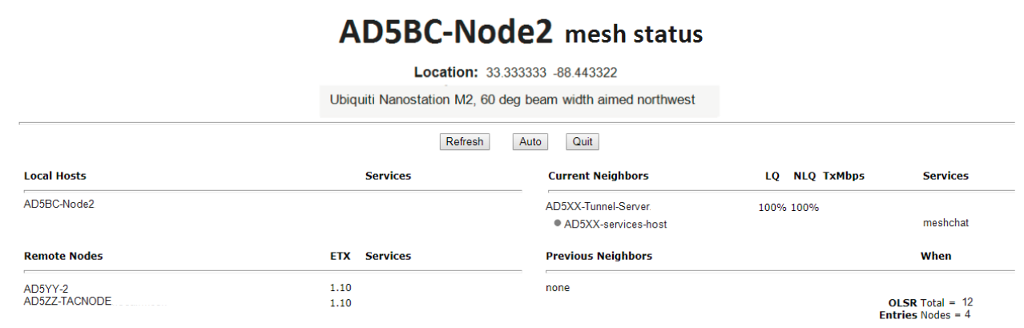 AD5BC-Node2 mesh status
Location: 33.333333 -88.443322
Ubiquiti Nanostation M2, 60 deg beam width aimed northwest
Refresh Auto Quit
Local Hosts Services
AD5BC-Node2
Current Neighbors LQ NLQ TxMbps Services
AD5XX-Tunnel-Server 100% 100%
AD5XX-services-host meshchat
Remote Nodes ETX Services
AD5YY-2 1.10
AD5ZZ-TACNODE 1.10
Previous Neighbors When
none
OLSR Total = 12
Entries Nodes = 4